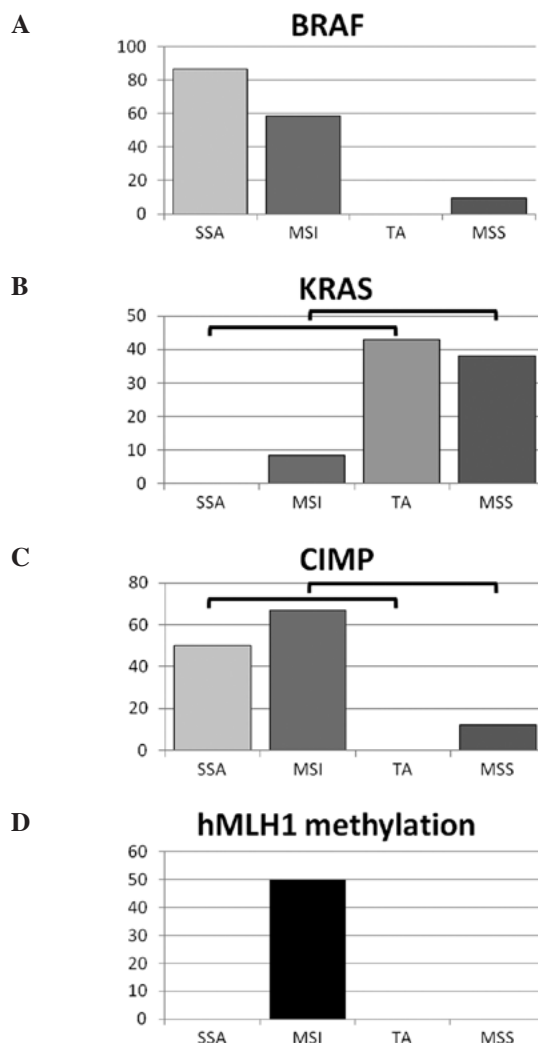 A
BRAF
100
80
60
40
20
0
SSA MSI TA MSS
B
KRAS
50
40
30
20
10
0
SSA MSI TA MSS
C
CIMP
80
60
40
20
0
SSA MSI TA MSS
D
hMLH1 methylation
60
50
40
30
20
10
0
SSA MSI TA MSS